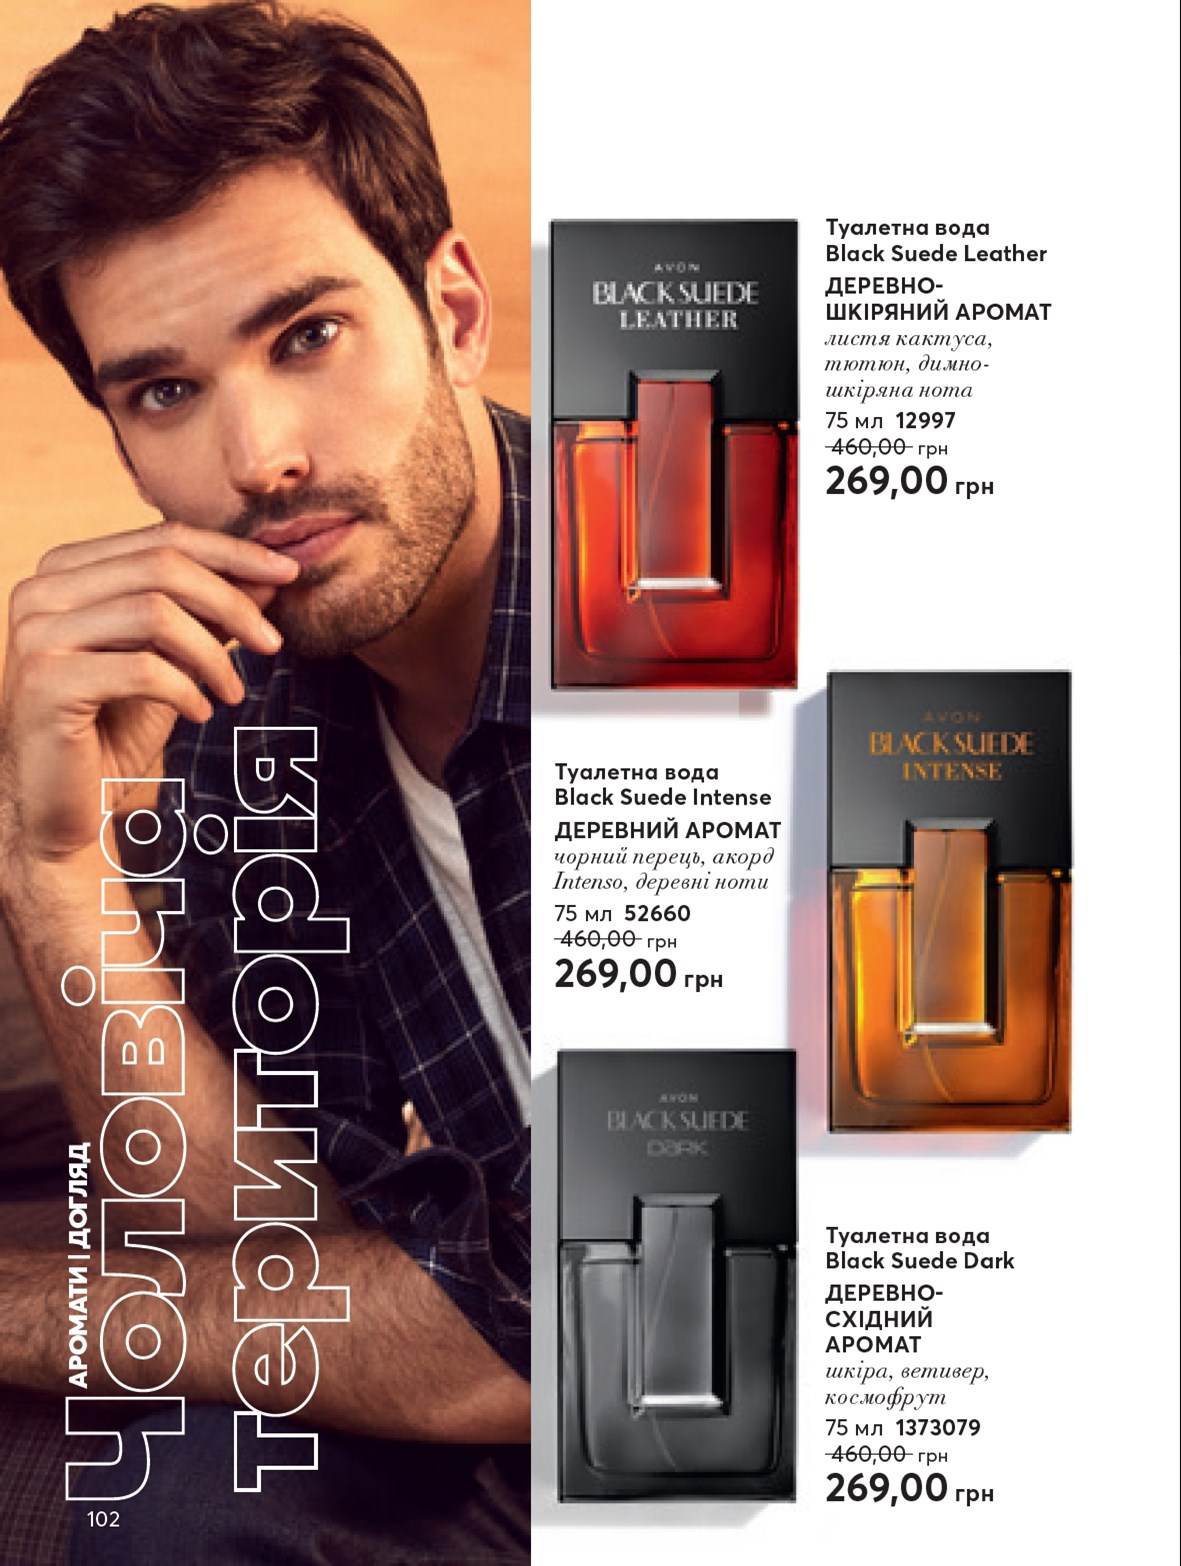 АРОМАТИ | ДОГЛЯД
Чоловіча
територія
102
AVON
BLACK SUEDE
LEATHER
Туалетна вода
Black Suede Leather
ДЕРЕВНО-
ШКІРЯНИЙ АРОМАТ
листя кактуса,
тютюн, димно-
шкіряна нота
75 мл 12997
460,00 грн
269,00 грн
AVON
BLACK SUEDE
INTENSE
Туалетна вода
Black Suede Intense
ДЕРЕВНИЙ АРОМАТ
чорний перець, акорд
Intenso, деревні ноти
75 мл 52660
460,00 грн
269,00 грн
AVON
BLACK SUEDE
DARK
Туалетна вода
Black Suede Dark
ДЕРЕВНО-
СХІДНИЙ
АРОМАТ
шкіра, ветивер,
космофрут
75 мл 1373079
460,00 грн
269,00 грн